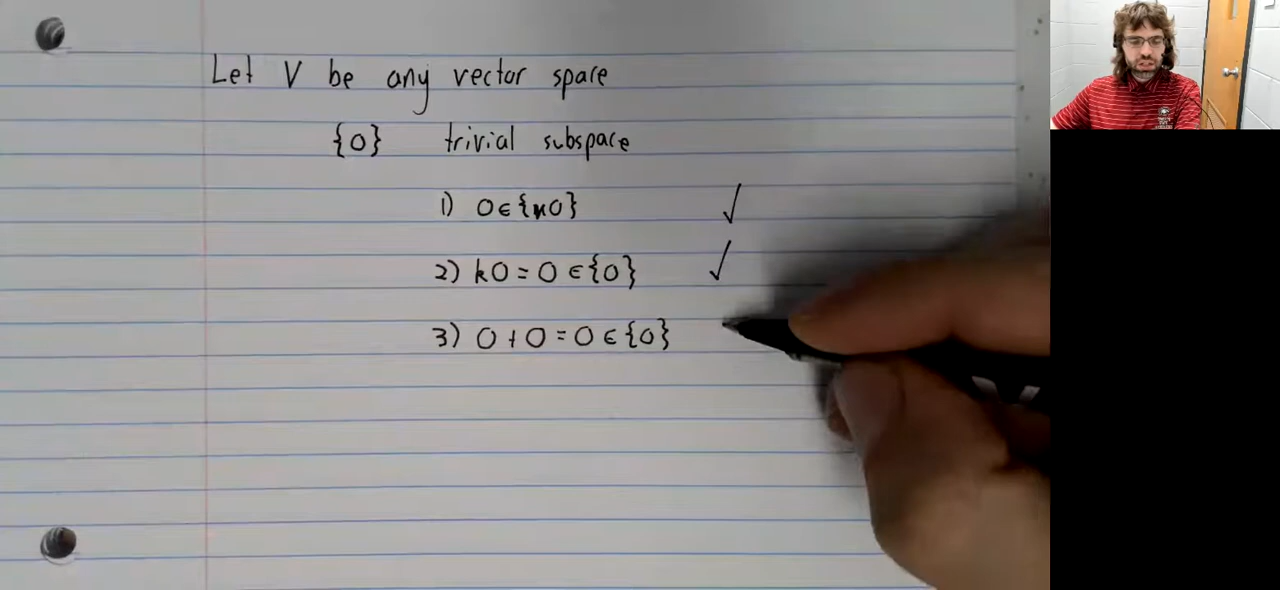 Let V be any vector space
{0} trivial subspace
1) 0∈{0} ✓
2) k0 = 0 ∈{0} ✓
3) 0 + 0 = 0 ∈ {0}